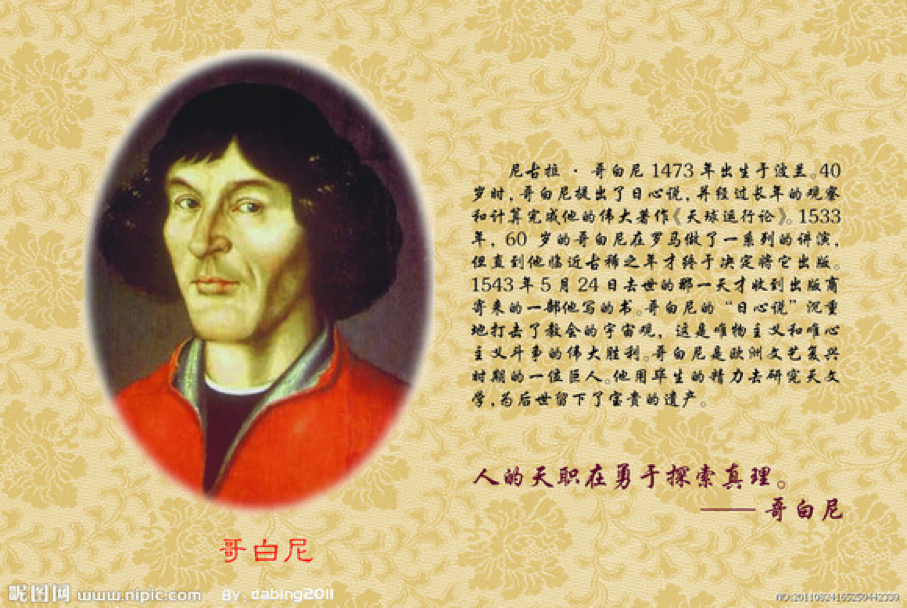 尼古拉·哥白尼 1473 年出生于波兰。40
岁时,哥白尼提出了日心说,并经过长年的观察
和计算完成他的伟大著作《天球运行论》。1533
年, 60 岁的哥白尼在罗马做了一系列的讲演,
但直到他临近古稀之年才终于决定将它出版。
1543 年 5 月 24 日去世的那一天才收到出版商
寄来的一部他写的书。哥白尼的“日心说”沉重
地打击了教会的宇宙观, 这是唯物主义和唯心
主义斗争的伟大胜利。哥白尼是欧洲文艺复兴
时期的一位巨人。他用毕生的精力去研究天文
学,为后世留下了宝贵的遗产。
人的天职在勇于探索真理。
—— 哥白尼
哥白尼
昵图网 www.nipic.com BY: dabing2011
NO:20110824165250442339